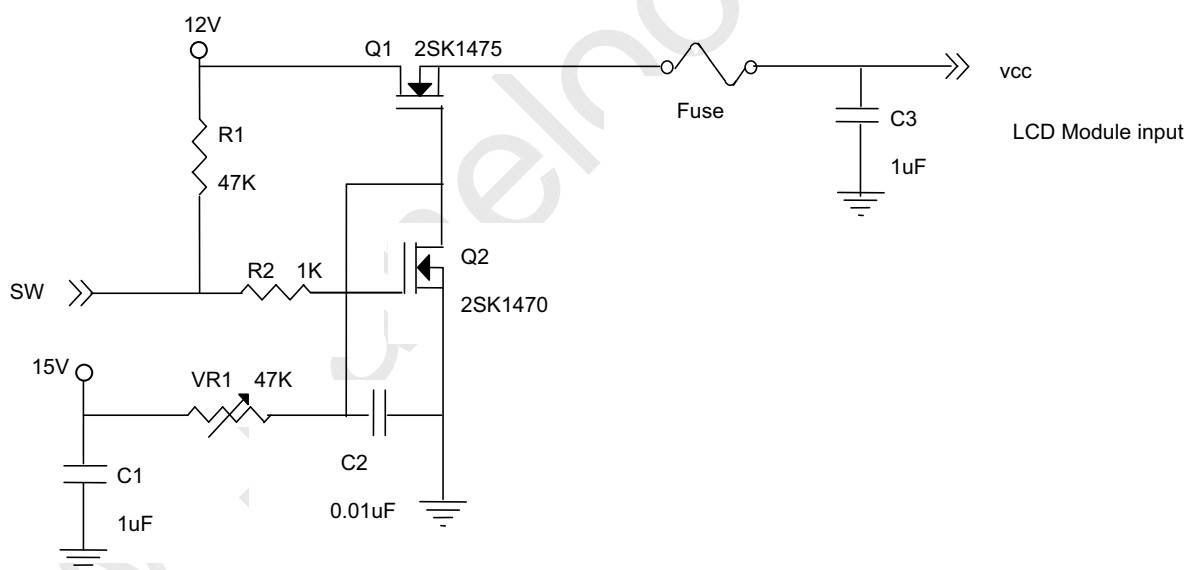 12V
Q1 2SK1475
Fuse
vcc
C3
LCD Module input
1uF
R1
47K
R2 1K
Q2
SW
2SK1470
15V
VR1 47K
C2
C1
0.01uF
1uF